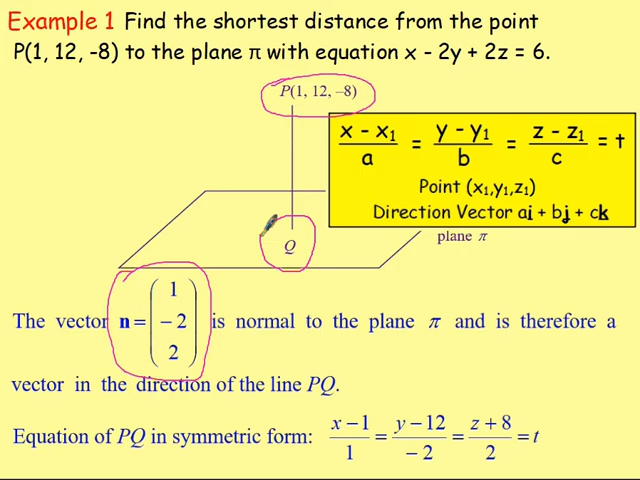 Example 1 Find the shortest distance from the point
P(1, 12, -8) to the plane π with equation x - 2y + 2z = 6.
P(1, 12, –8)
x - x₁ / a = y - y₁ / b = z - z₁ / c = t
Point (x₁,y₁,z₁)
Direction Vector ai + bj + ck
plane π
Q
The vector n = ( 1 − 2 2 ) is normal to the plane π and is therefore a
vector in the direction of the line PQ.
Equation of PQ in symmetric form: x − 1 / 1 = y − 12 / − 2 = z + 8 / 2 = t